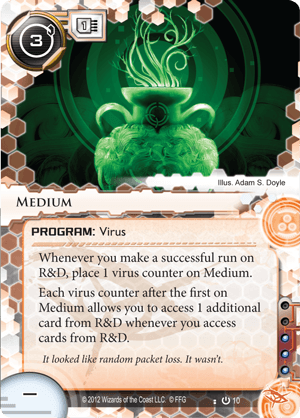 3
1
Illus. Adam S. Doyle
MEDIUM
PROGRAM: Virus
Whenever you make a successful run on
R&D, place 1 virus counter on Medium.
Each virus counter after the first on
Medium allows you to access 1 additional
card from R&D whenever you access
cards from R&D.
It looked like random packet loss. It wasn't.
–
© 2012 Wizards of the Coast LLC. © FFG
10